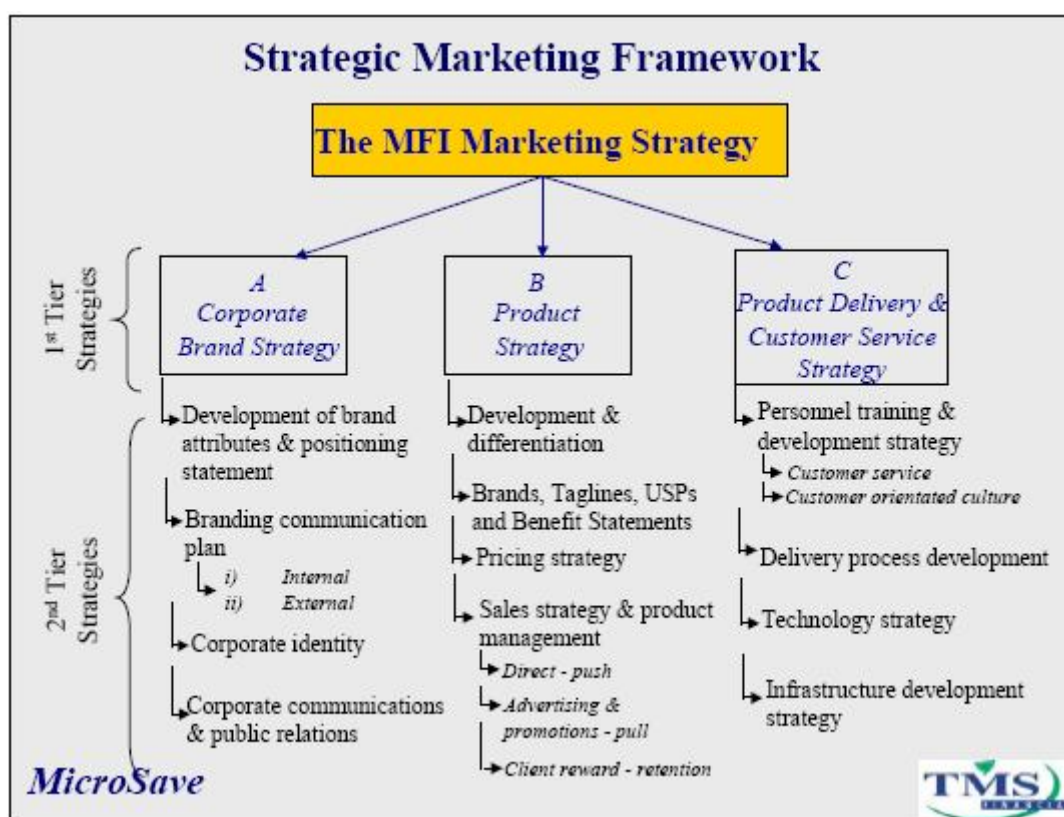 Strategic Marketing Framework
The MFI Marketing Strategy
1st Tier
Strategies
A
Corporate
Brand Strategy
B
Product
Strategy
C
Product Delivery &
Customer Service
Strategy
2nd Tier
Strategies
Development of brand
attributes & positioning
statement
Branding communication
plan
i) Internal
ii) External
Corporate identity
Corporate communications
& public relations
Development &
differentiation
Brands, Taglines, USPs
and Benefit Statements
Pricing strategy
Sales strategy & product
management
Direct - push
Advertising &
promotions - pull
Client reward - retention
Personnel training &
development strategy
Customer service
Customer orientated culture
Delivery process development
Technology strategy
Infrastructure development
strategy
MicroSave
TMS
FINANCIAL